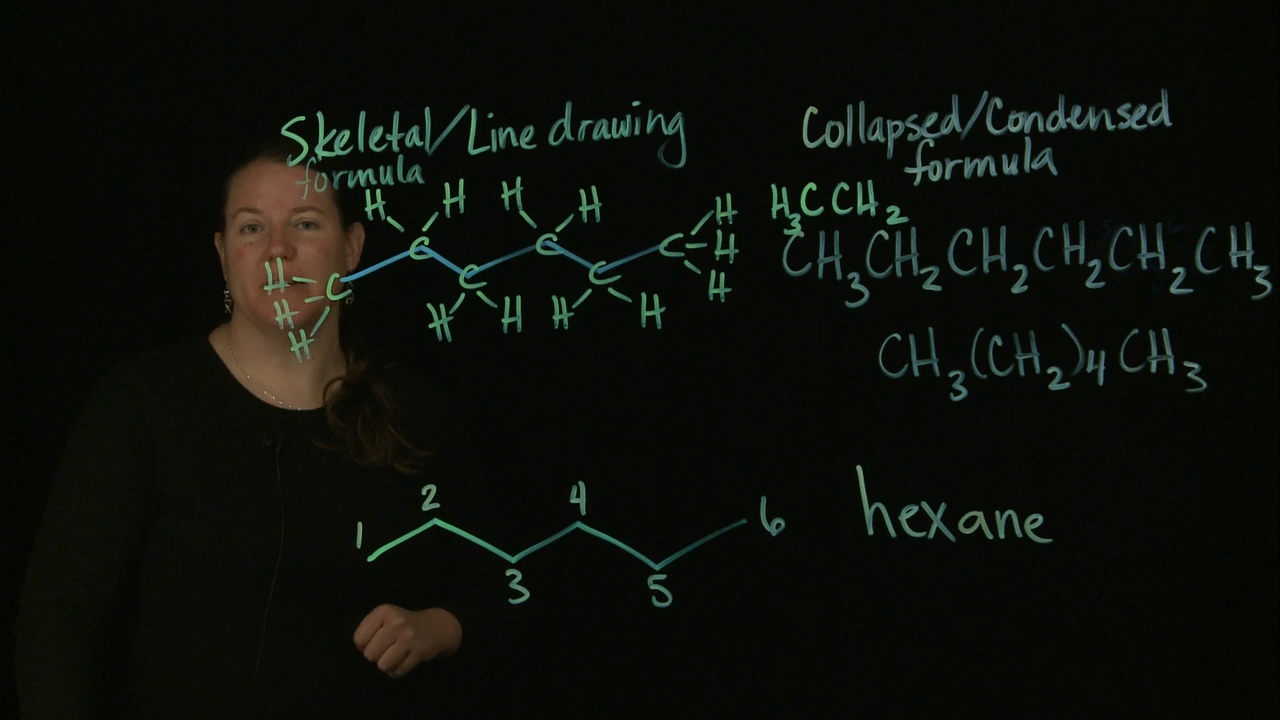 Skeletal/Line drawing
formula
H H H H H
C C C H
H C C C H
H H H H H
H
Collapsed/Condensed
formula
H₃CCH₂
CH₃CH₂CH₂CH₂CH₂CH₃
CH₃(CH₂)₄CH₃
2 4
1 6
3 5
hexane